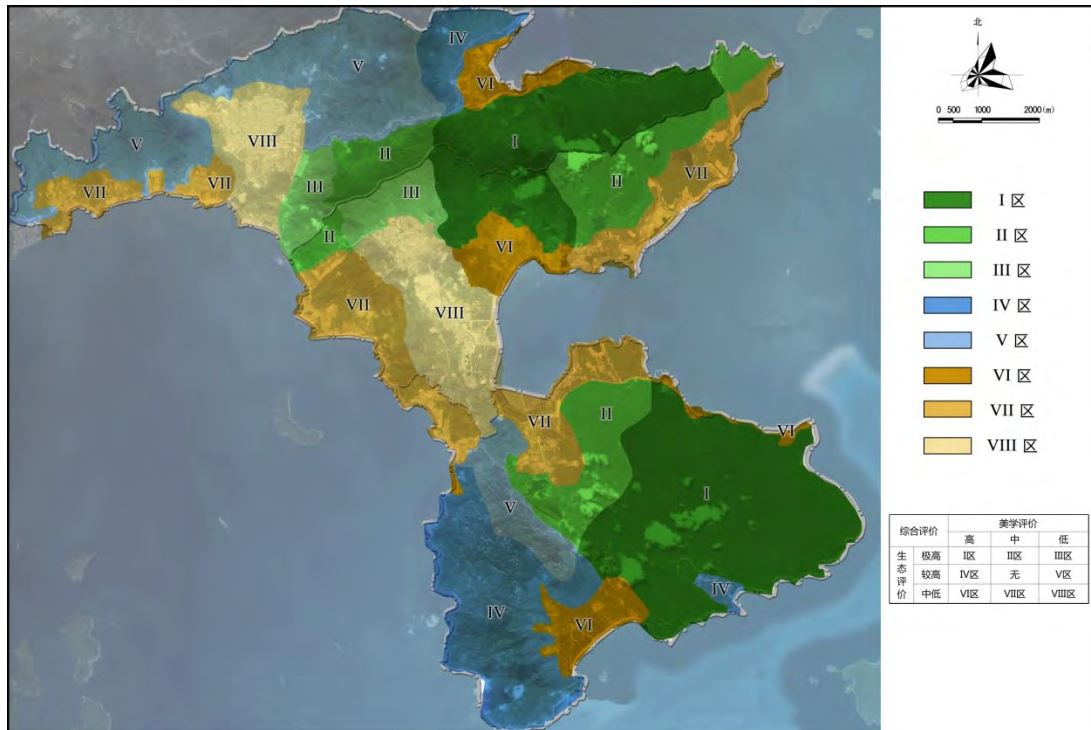 IV
V
VI
I
V
VIII
II
III
II
VII
VII
III
VII
II
VI
VII
VIII
II
VII
VI
I
V
IV
IV
VI
北
0 500 1000 2000(m)
I 区
II 区
III 区
IV 区
V 区
VI 区
VII 区
VIII 区
综合评价 美学评价
高 中 低
生态评价 极高 I区 II区 III区
较高 IV区 无 V区
中低 VI区 VII区 VIII区